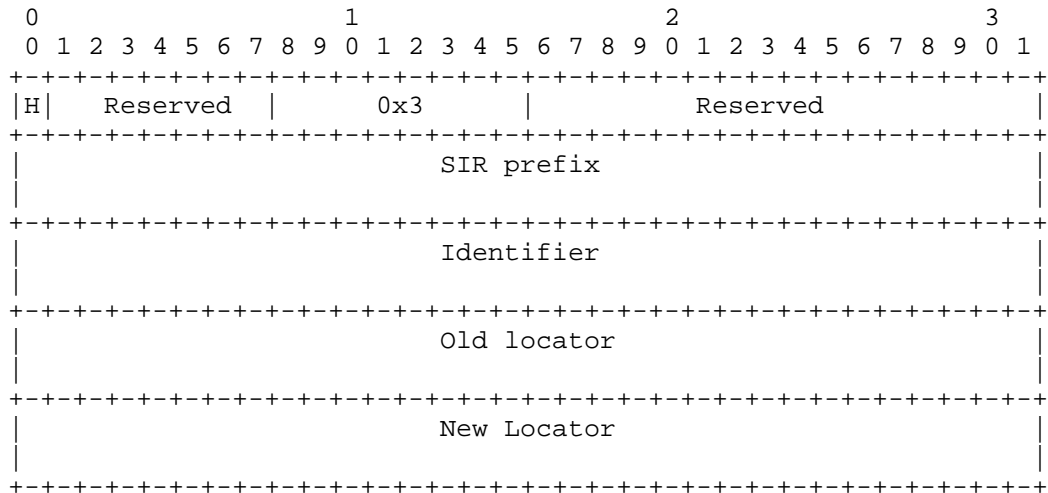 0                   1                   2                   3
 0 1 2 3 4 5 6 7 8 9 0 1 2 3 4 5 6 7 8 9 0 1 2 3 4 5 6 7 8 9 0 1
+-+-+-+-+-+-+-+-+-+-+-+-+-+-+-+-+-+-+-+-+-+-+-+-+-+-+-+-+-+-+-+-+
|H|  Reserved   |      0x3      |          Reserved             |
+-+-+-+-+-+-+-+-+-+-+-+-+-+-+-+-+-+-+-+-+-+-+-+-+-+-+-+-+-+-+-+-+
|                          SIR prefix                           |
|                                                               |
+-+-+-+-+-+-+-+-+-+-+-+-+-+-+-+-+-+-+-+-+-+-+-+-+-+-+-+-+-+-+-+-+
|                          Identifier                           |
|                                                               |
+-+-+-+-+-+-+-+-+-+-+-+-+-+-+-+-+-+-+-+-+-+-+-+-+-+-+-+-+-+-+-+-+
|                          Old locator                          |
|                                                               |
+-+-+-+-+-+-+-+-+-+-+-+-+-+-+-+-+-+-+-+-+-+-+-+-+-+-+-+-+-+-+-+-+
|                          New Locator                          |
|                                                               |
+-+-+-+-+-+-+-+-+-+-+-+-+-+-+-+-+-+-+-+-+-+-+-+-+-+-+-+-+-+-+-+-+